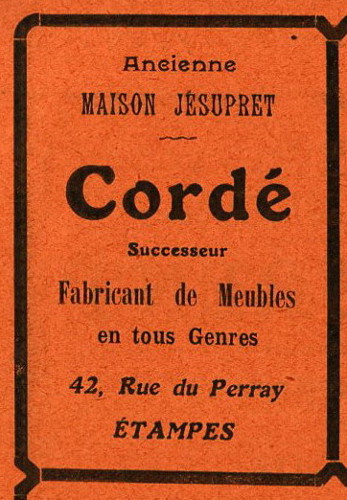 Ancienne
MAISON JÉSUPRET
Cordé
Successeur
Fabricant de Meubles
en tous Genres
42, Rue du Perray
ÉTAMPES